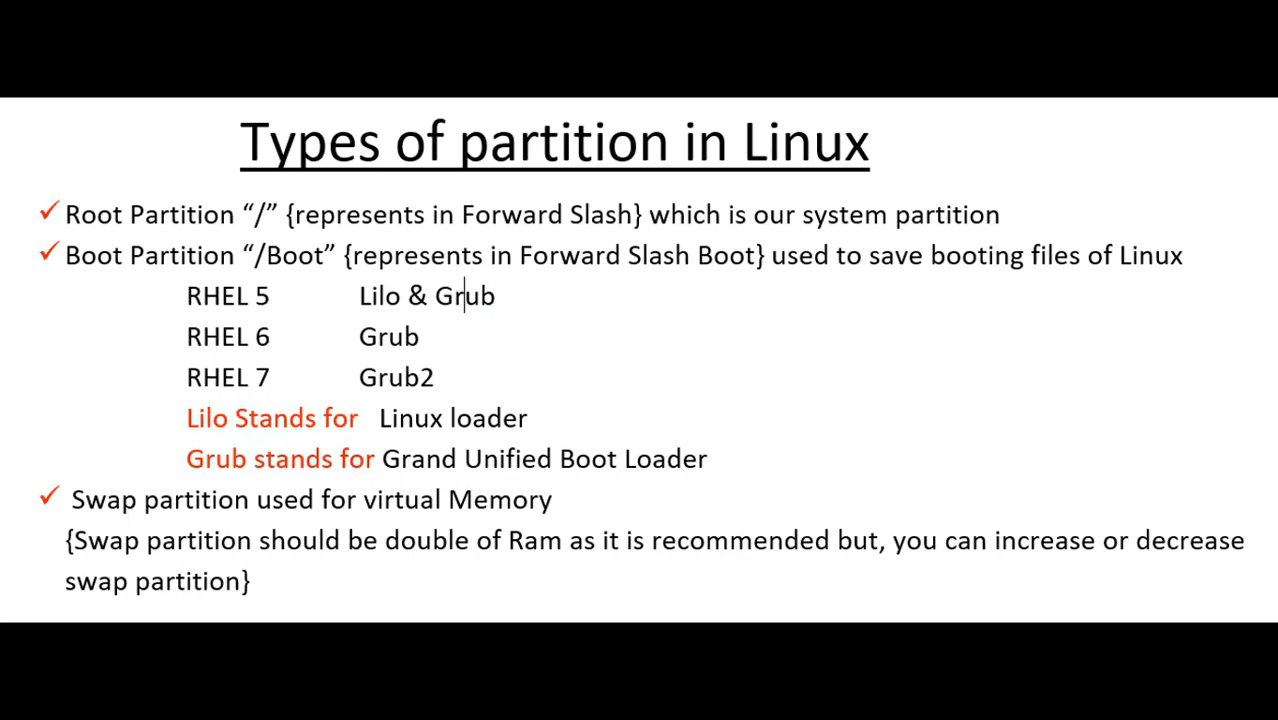 Types of partition in Linux
Root Partition “/” {represents in Forward Slash} which is our system partition
Boot Partition “/Boot” {represents in Forward Slash Boot} used to save booting files of Linux
RHEL 5 Lilo & Grub
RHEL 6 Grub
RHEL 7 Grub2
Lilo Stands for Linux loader
Grub stands for Grand Unified Boot Loader
Swap partition used for virtual Memory
{Swap partition should be double of Ram as it is recommended but, you can increase or decrease
swap partition}